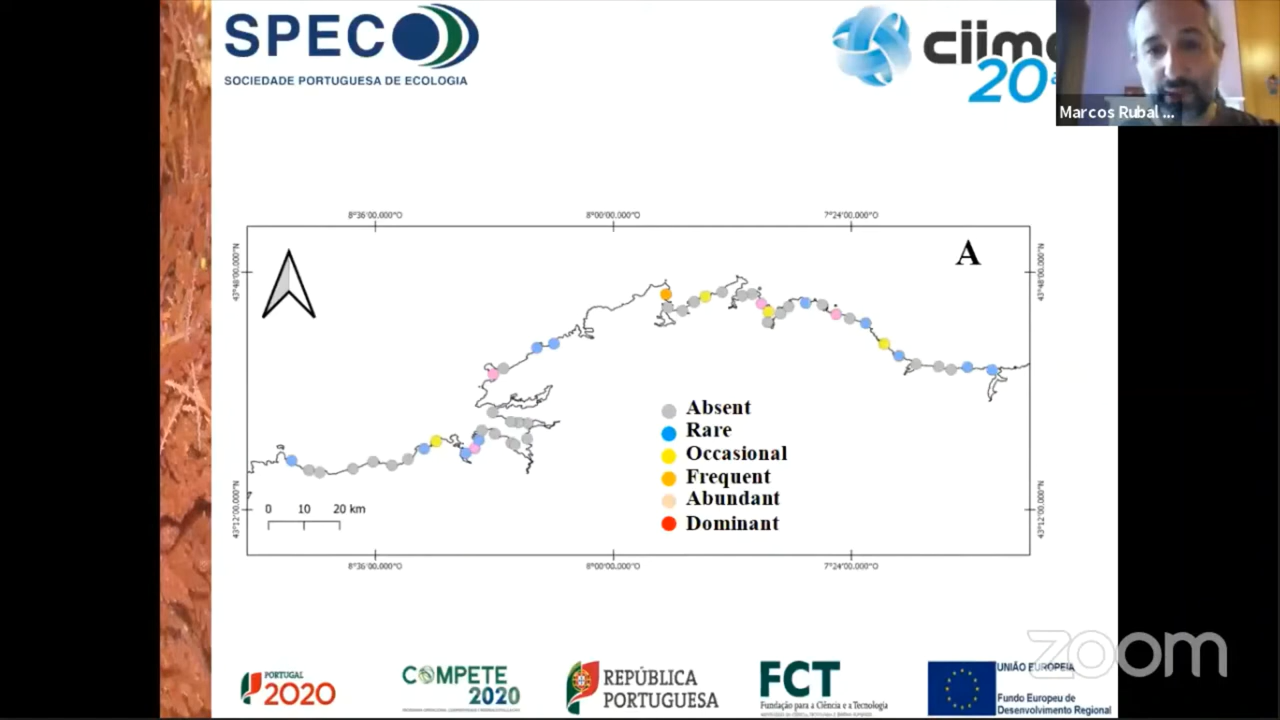 SPECO
SOCIEDADE PORTUGUESA DE ECOLOGIA
ciima
20
Marcos Rubal ...
8°36'00.000"O
8°00'00.000"O
7°24'00.000"O
43°48'00.000"N
43°48'00.000"N
A
Absent
Rare
Occasional
Frequent
Abundant
Dominant
0 10 20 km
43°12'00.000"N
43°12'00.000"N
8°36'00.000"O
8°00'00.000"O
7°24'00.000"O
zoom
PORTUGAL
2020
COMPETE
2020
REPÚBLICA
PORTUGUESA
FCT
Fundação para a Ciência e a Tecnologia
UNIÃO EUROPEIA
Fundo Europeu de
Desenvolvimento Regional